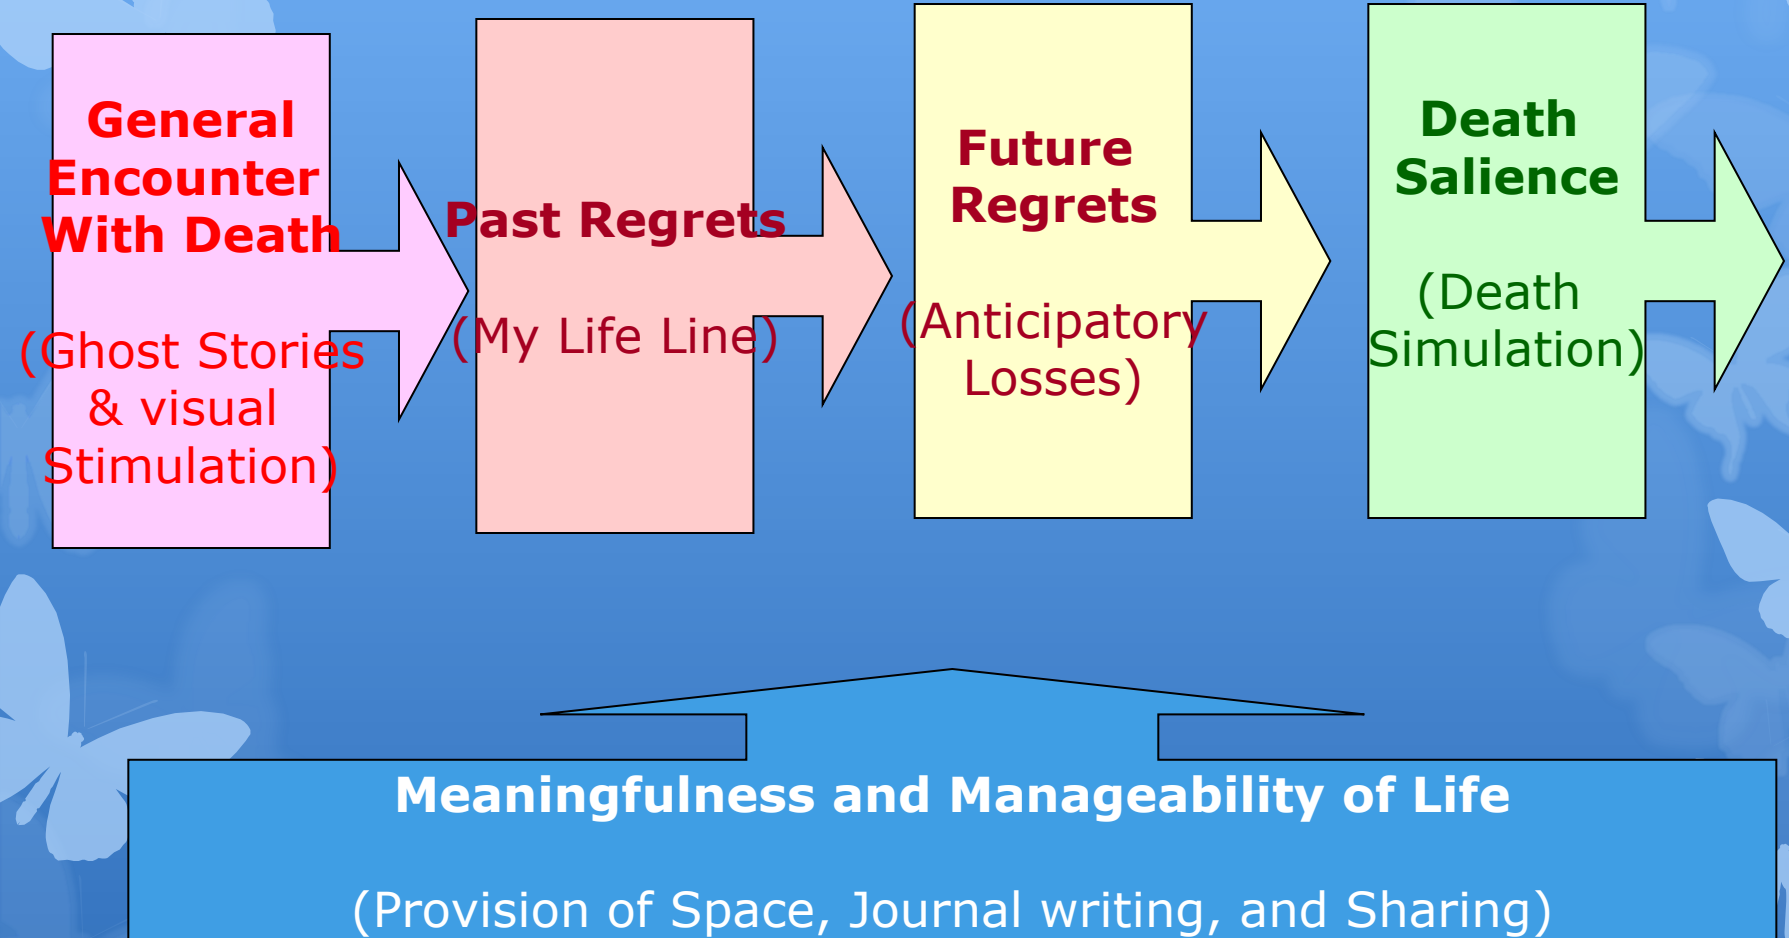 General
Encounter
With Death
(Ghost Stories
& visual
Stimulation)
Past Regrets
(My Life Line)
Future
Regrets
(Anticipatory
Losses)
Death
Salience
(Death
Simulation)
Meaningfulness and Manageability of Life
(Provision of Space, Journal writing, and Sharing)